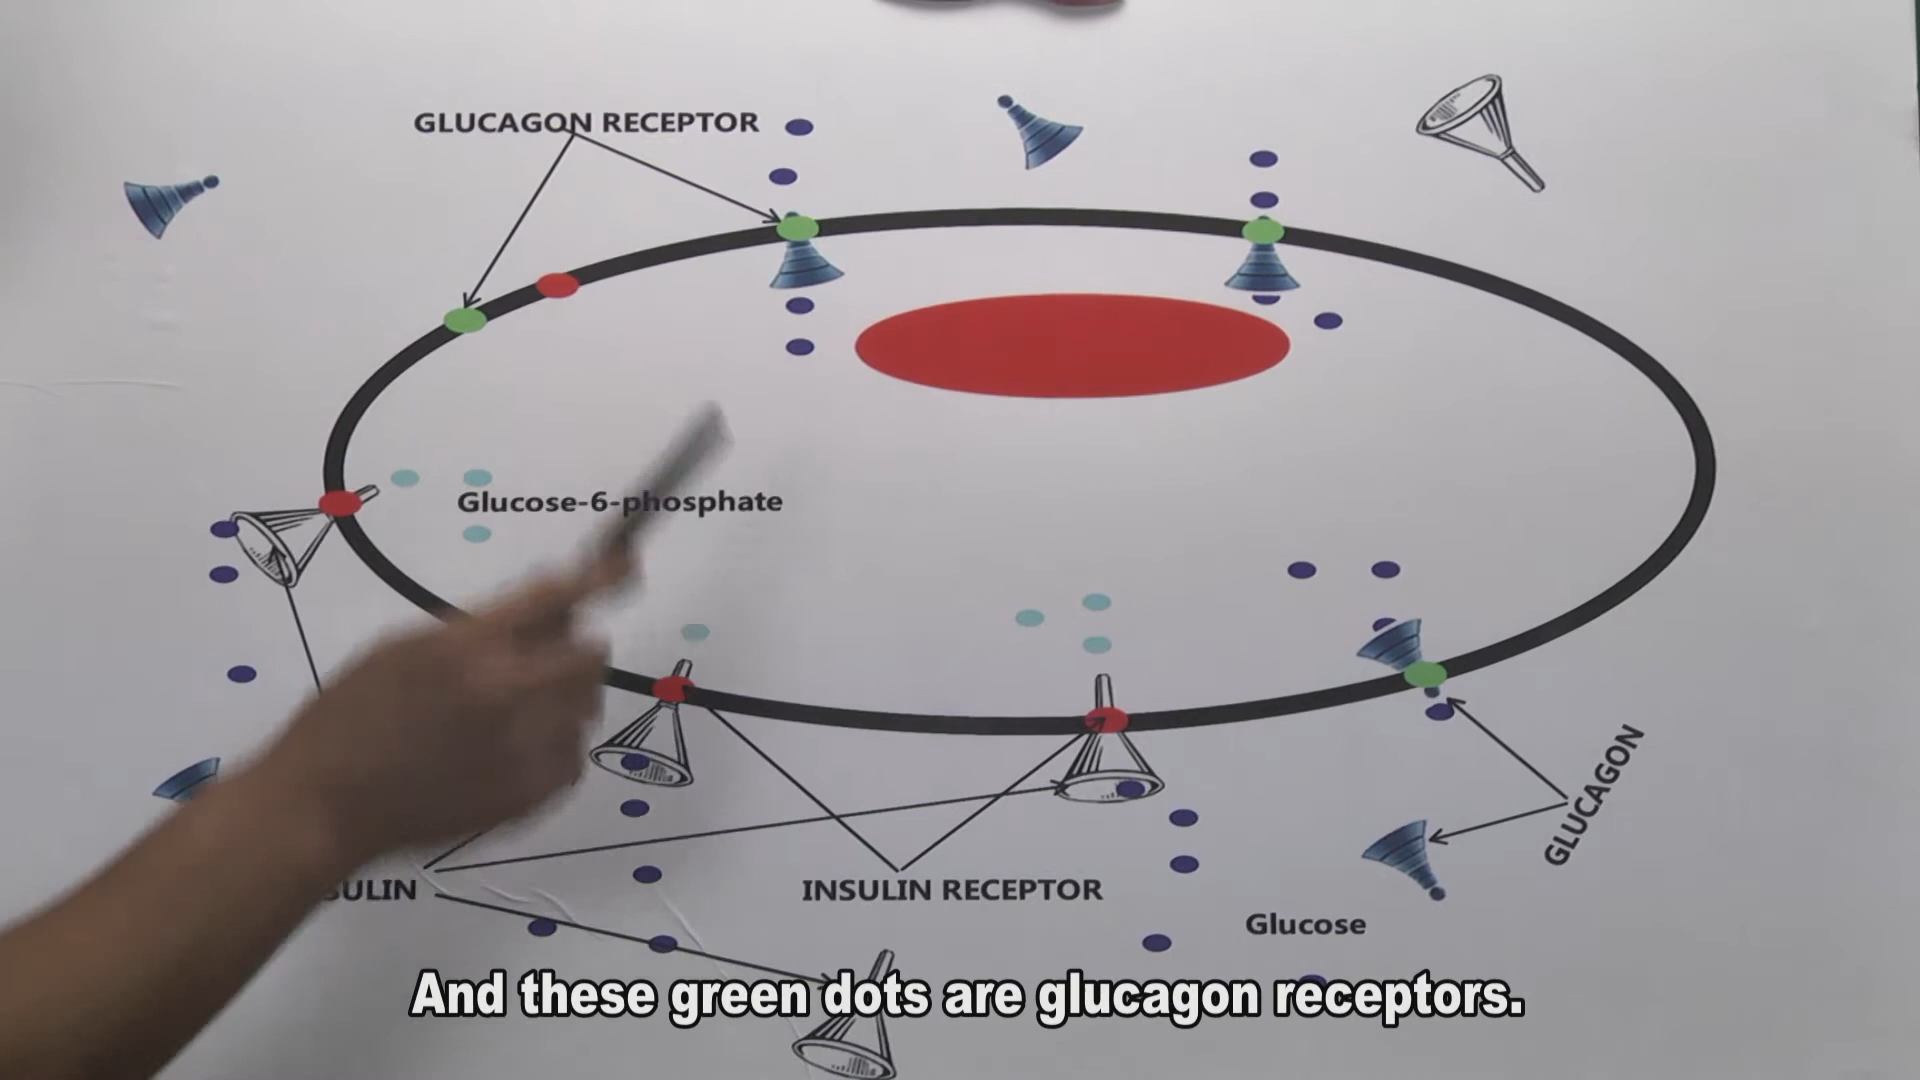 GLUCAGON RECEPTOR
Glucose-6-phosphate
GLUCAGON
SULIN
INSULIN RECEPTOR
Glucose
And these green dots are glucagon receptors.